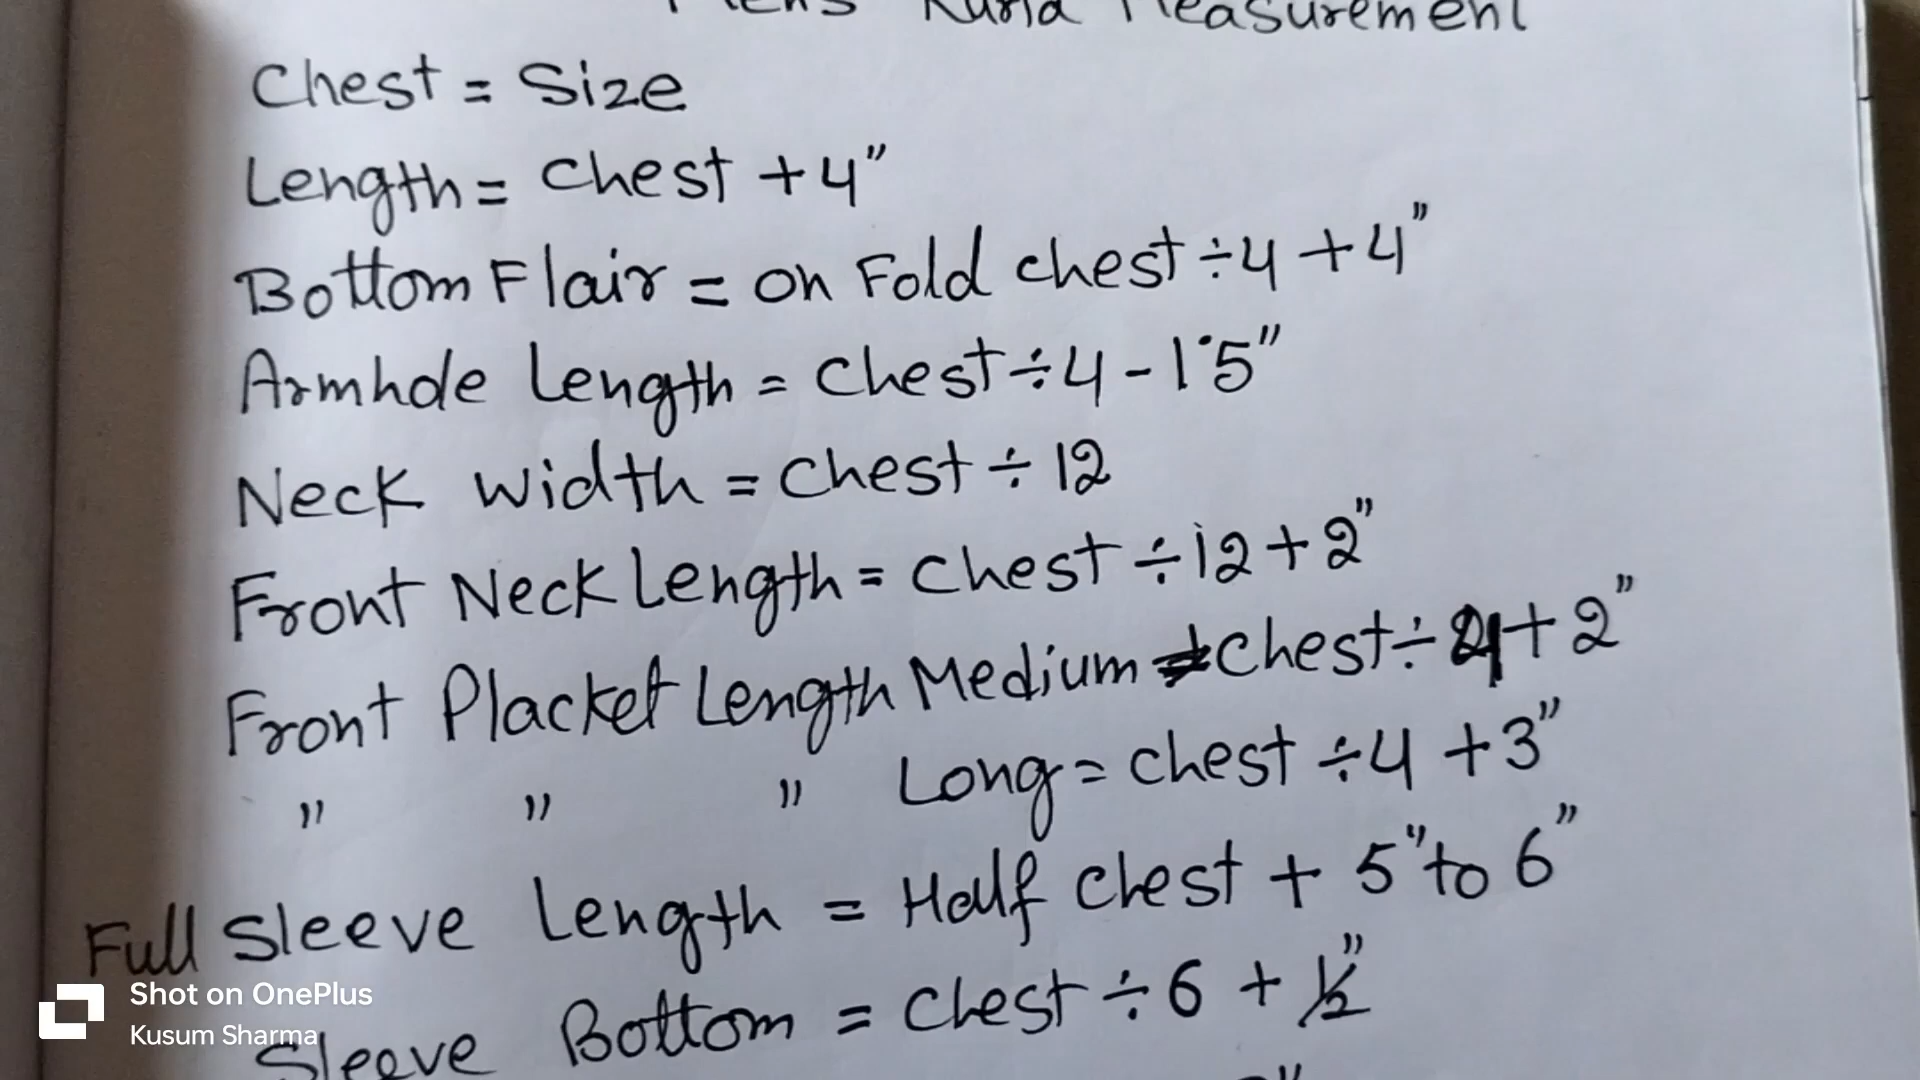 Mens Kurta Measurement
Chest = Size
Length = Chest + 4"
Bottom Flair = on Fold chest ÷ 4 + 4"
Armhole Length = Chest ÷ 4 - 1.5"
Neck width = Chest ÷ 12
Front Neck Length = Chest ÷ 12 + 2"
Front Placket Length Medium = Chest ÷ 4 + 2"
" " " Long = chest ÷ 4 + 3"
Full Sleeve Length = Half chest + 5" to 6"
Sleeve Bottom = Chest ÷ 6 + ½"
Shot on OnePlus
Kusum Sharma